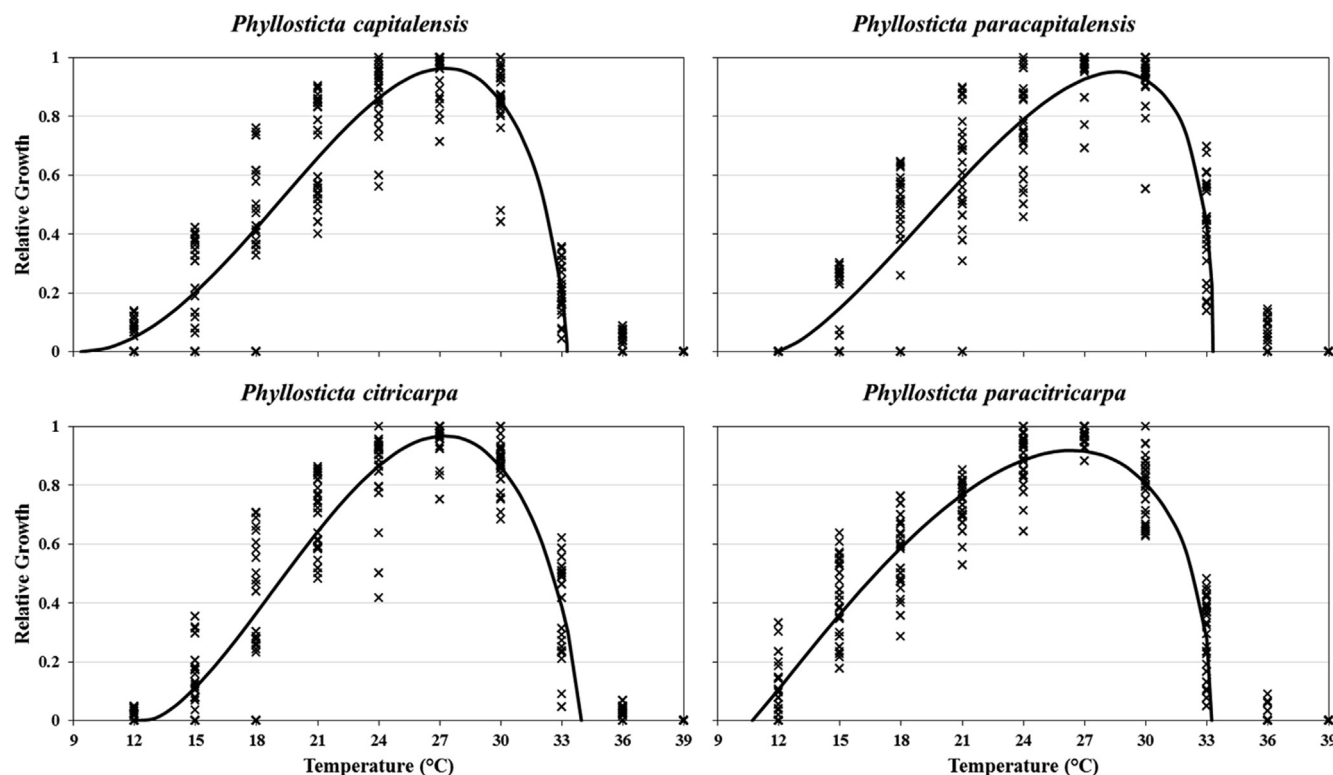 Phyllosticta capitalensis
Phyllosticta paracapitalensis
Relative Growth
1
0.8
0.6
0.4
0.2
0
Phyllosticta citricarpa
Phyllosticta paracitricarpa
Relative Growth
1
0.8
0.6
0.4
0.2
0
9 12 15 18 21 24 27 30 33 36 39
9 12 15 18 21 24 27 30 33 36 39
Temperature (°C)
Temperature (°C)